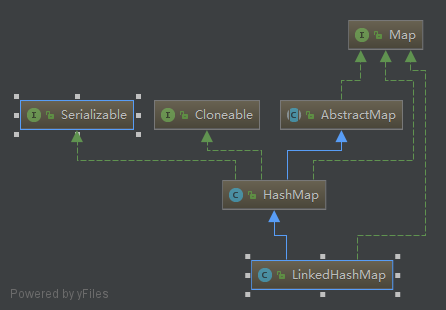 Map
Serializable
Cloneable
AbstractMap
HashMap
LinkedHashMap
Powered by yFiles